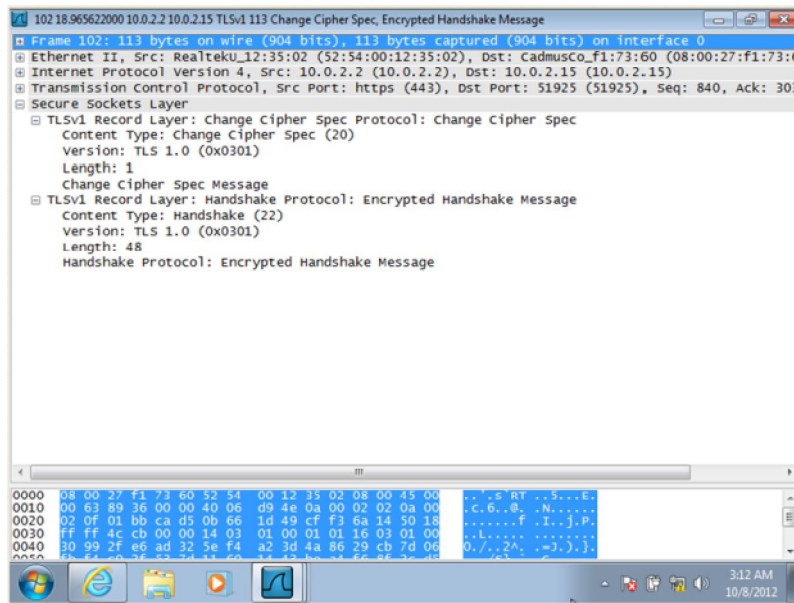 102 18.965622000 10.0.2.2 10.0.2.15 TLSv1 113 Change Cipher Spec, Encrypted Handshake Message
Frame 102: 113 bytes on wire (904 bits), 113 bytes captured (904 bits) on interface 0
Ethernet II, Src: RealtekU_12:35:02 (52:54:00:12:35:02), Dst: CadmusCo_f1:73:60 (08:00:27:f1:73:6
Internet Protocol Version 4, Src: 10.0.2.2 (10.0.2.2), Dst: 10.0.2.15 (10.0.2.15)
Transmission Control Protocol, Src Port: https (443), Dst Port: 51925 (51925), Seq: 840, Ack: 303
Secure Sockets Layer
TLSv1 Record Layer: Change Cipher Spec Protocol: Change Cipher Spec
Content Type: Change Cipher Spec (20)
Version: TLS 1.0 (0x0301)
Length: 1
Change Cipher Spec Message
TLSv1 Record Layer: Handshake Protocol: Encrypted Handshake Message
Content Type: Handshake (22)
Version: TLS 1.0 (0x0301)
Length: 48
Handshake Protocol: Encrypted Handshake Message
0000 08 00 27 f1 73 60 52 54 00 12 35 02 08 00 45 00 ..'.s`RT ..5...E.
0010 00 63 89 36 00 00 40 06 d9 4e 0a 00 02 02 0a 00 .c.6..@. .N......
0020 02 0f 01 bb ca d5 0b 66 1d 49 cf f3 6a 14 50 18 .......f .I..j.P.
0030 ff ff 4c cb 00 00 14 03 01 00 01 01 16 03 01 00 ..L..... ........
0040 30 99 2f e6 ad 32 5e f4 a2 3d 4a 86 29 cb 7d 06 0./..2^. .=J.).}.
3:12 AM
10/8/2012